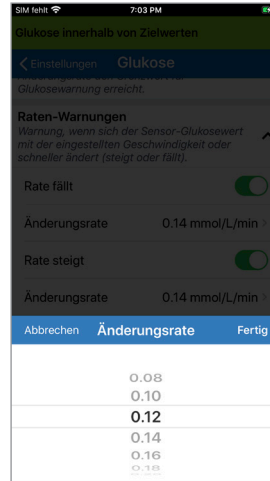 SIM fehlt 7:03 PM
Glukose innerhalb von Zielwerten
Einstellungen Glukose
Glukosewarnung erreicht.
Raten-Warnungen
Warnung, wenn sich der Sensor-Glukosewert
mit der eingestellten Geschwindigkeit oder
schneller ändert (steigt oder fällt).
Rate fällt
Änderungsrate 0.14 mmol/L/min
Rate steigt
Änderungsrate 0.14 mmol/L/min
Abbrechen Änderungsrate Fertig
0.08
0.10
0.12
0.14
0.16
0.18